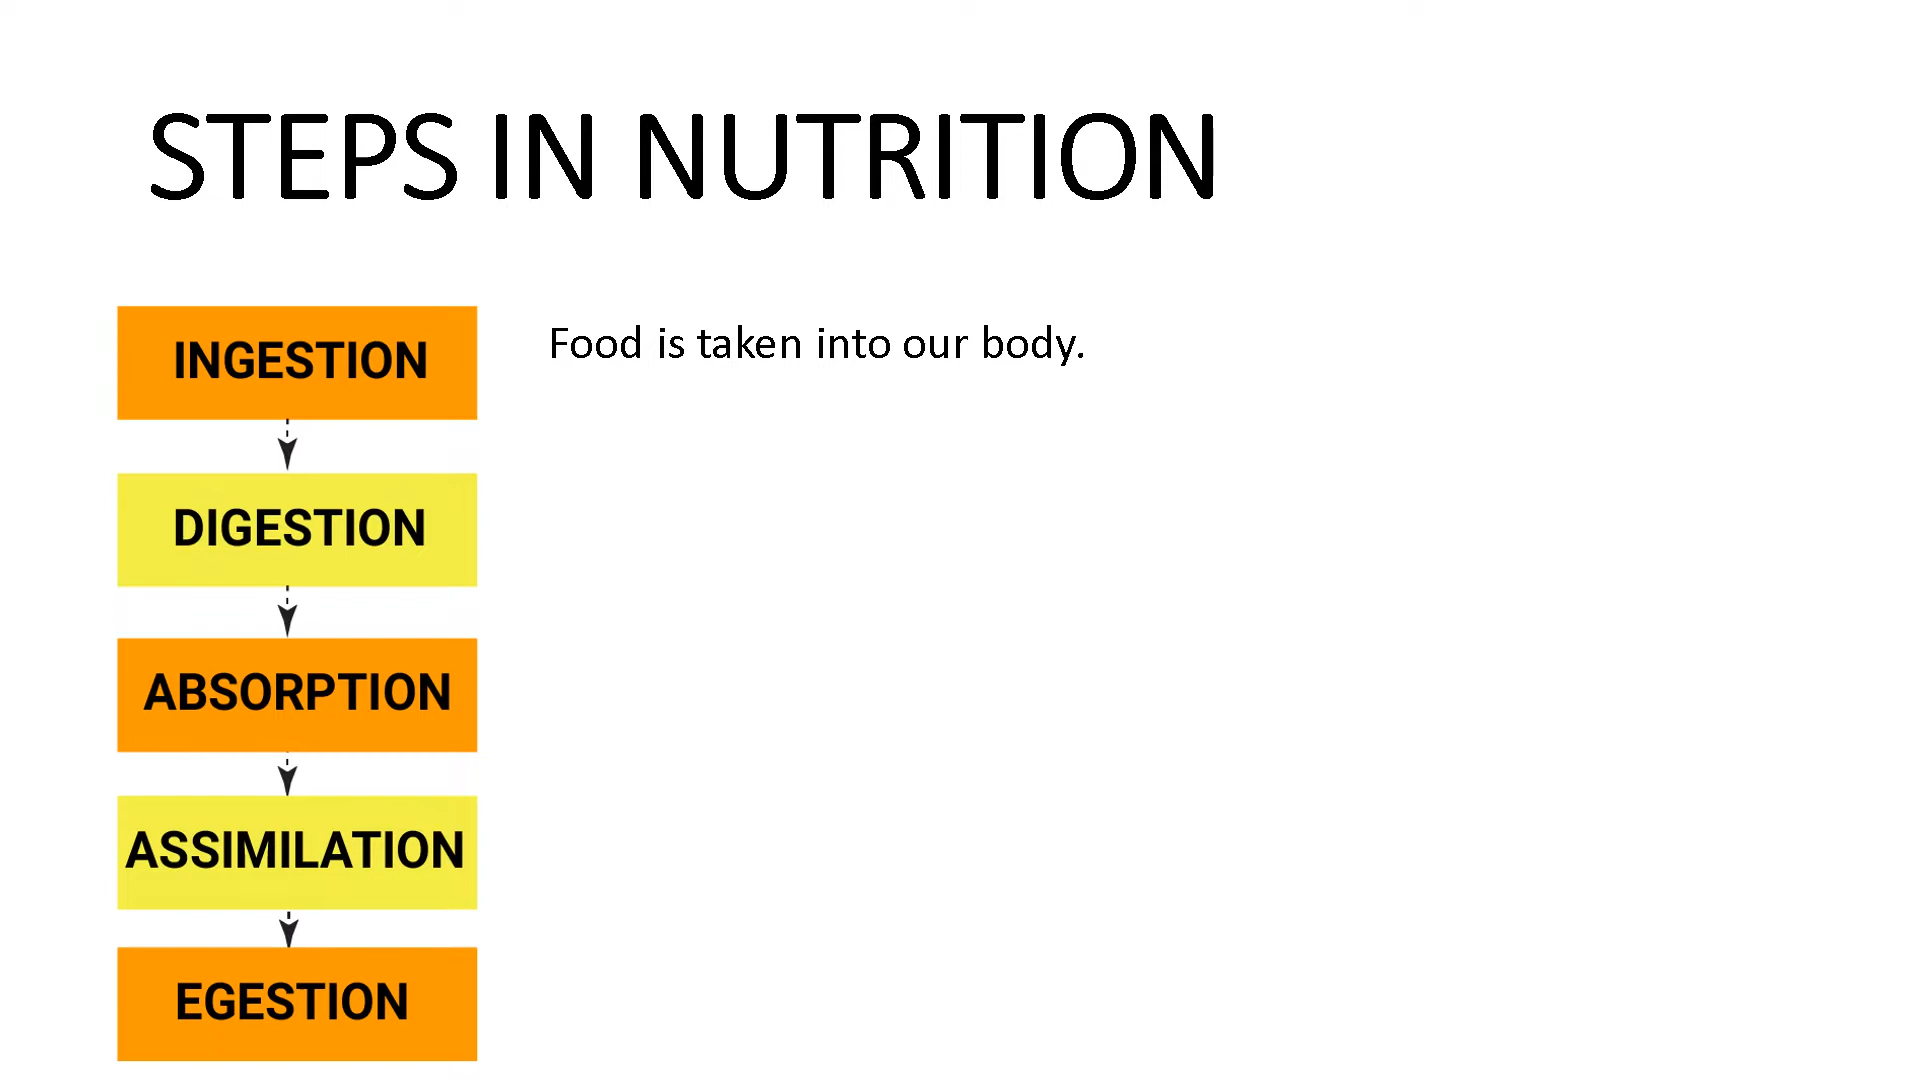 STEPS IN NUTRITION
INGESTION
Food is taken into our body.
DIGESTION
ABSORPTION
ASSIMILATION
EGESTION